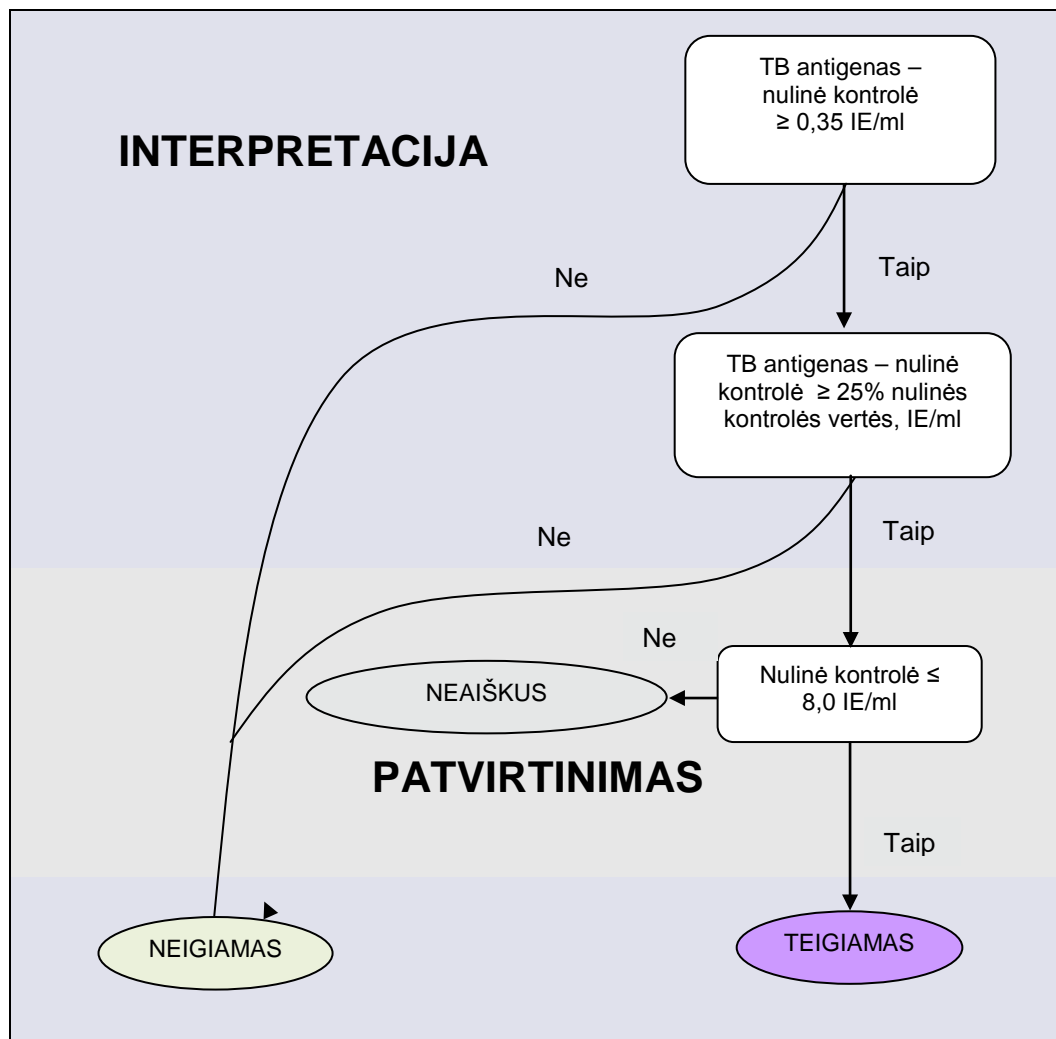 TB antigenas –
nulinė kontrolė
≥ 0,35 IE/ml
INTERPRETACIJA
Ne
Taip
TB antigenas – nulinė
kontrolė ≥ 25% nulinės
kontrolės vertės, IE/ml
Ne
Taip
Ne
Nulinė kontrolė ≤
8,0 IE/ml
NEAIŠKUS
PATVIRTINIMAS
Taip
NEIGIAMAS
TEIGIAMAS